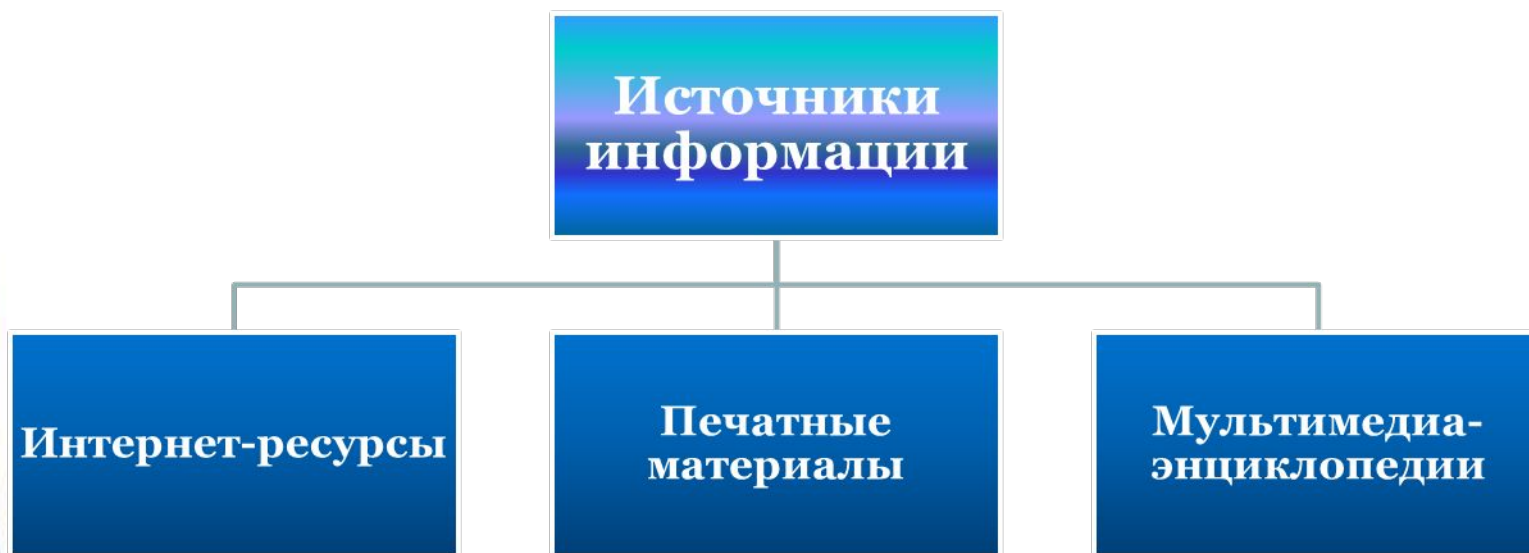 Источники
информации
Интернет-ресурсы
Печатные
материалы
Мультимедиа-
энциклопедии